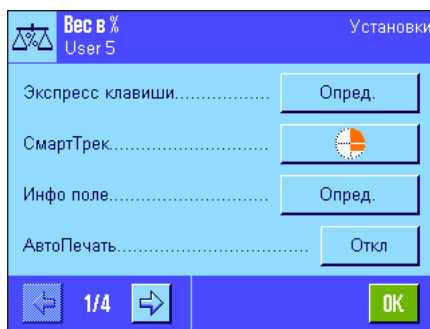 Вес в %
Установки
User 5
Экспресс клавиши................. Опред.
СмартТрек..........................
Инфо поле.......................... Опред.
АвтоПечать................................ Откл
1/4
OK